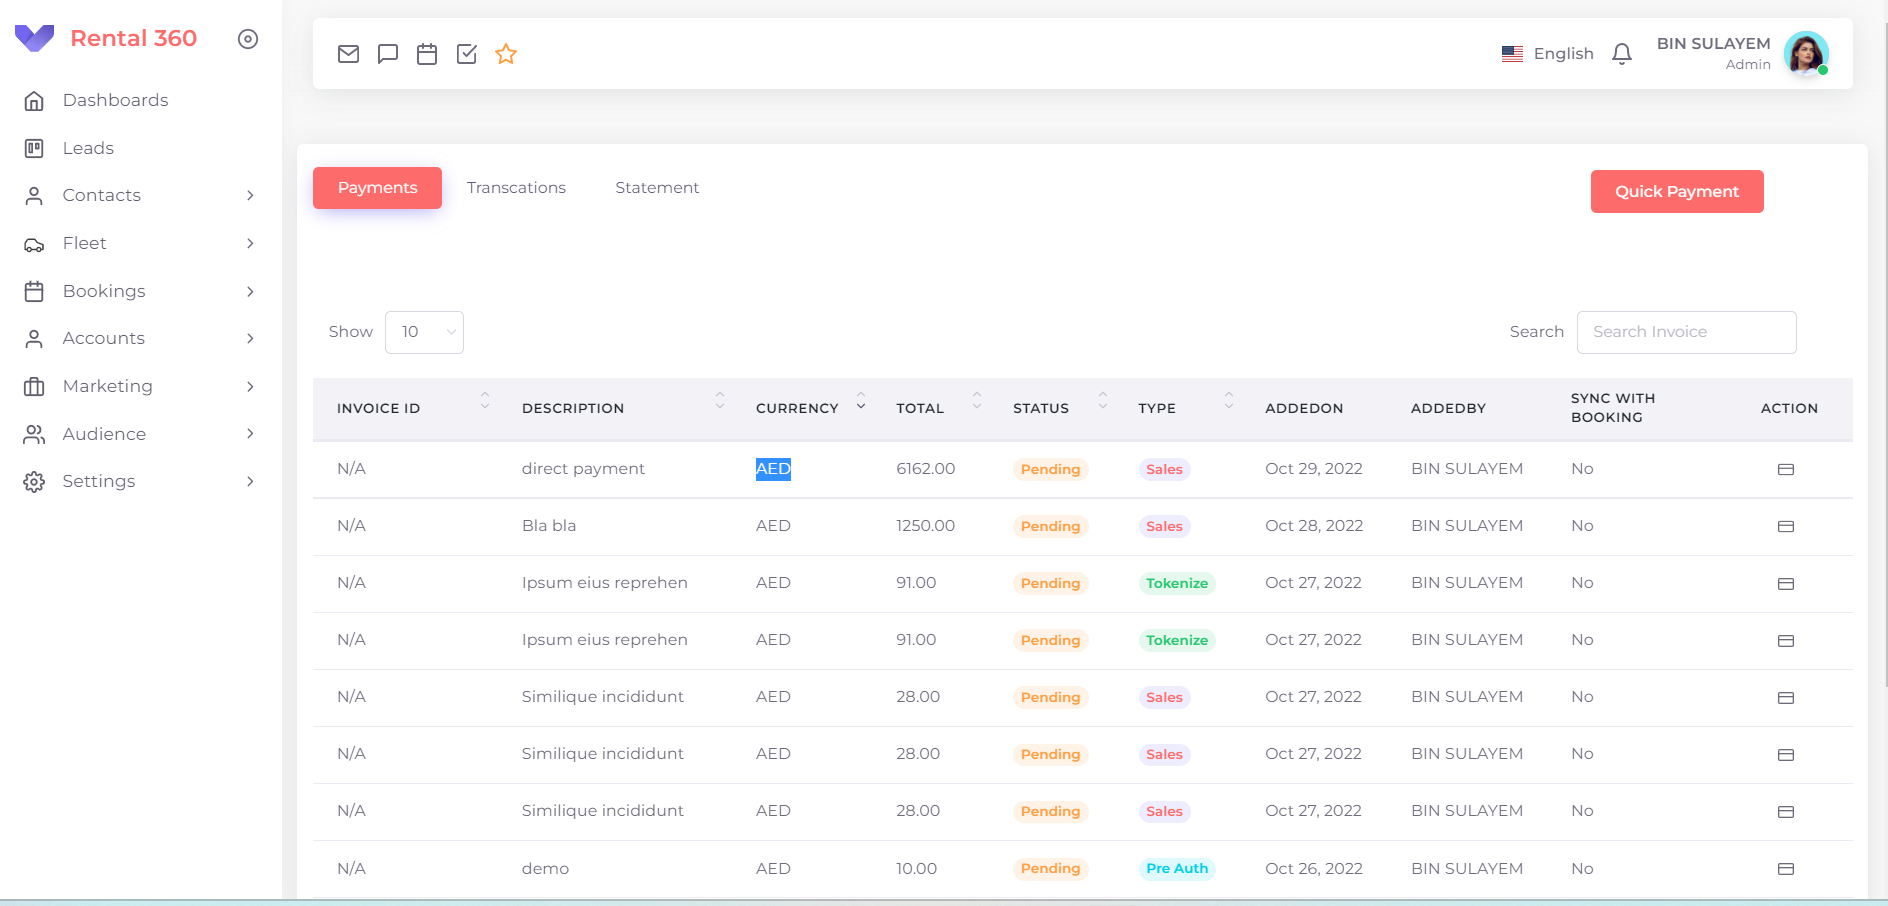 Rental 360
Dashboards
Leads
Contacts
Fleet
Bookings
Accounts
Marketing
Audience
Settings
English
BIN SULAYEM
Admin
Payments Transcations Statement
Quick Payment
Show 10
Search Search Invoice
INVOICE ID DESCRIPTION CURRENCY TOTAL STATUS TYPE ADDEDON ADDEDBY SYNC WITH BOOKING ACTION
N/A direct payment AED 6162.00 Pending Sales Oct 29, 2022 BIN SULAYEM No
N/A Bla bla AED 1250.00 Pending Sales Oct 28, 2022 BIN SULAYEM No
N/A Ipsum eius reprehen AED 91.00 Pending Tokenize Oct 27, 2022 BIN SULAYEM No
N/A Ipsum eius reprehen AED 91.00 Pending Tokenize Oct 27, 2022 BIN SULAYEM No
N/A Similique incididunt AED 28.00 Pending Sales Oct 27, 2022 BIN SULAYEM No
N/A Similique incididunt AED 28.00 Pending Sales Oct 27, 2022 BIN SULAYEM No
N/A Similique incididunt AED 28.00 Pending Sales Oct 27, 2022 BIN SULAYEM No
N/A demo AED 10.00 Pending Pre Auth Oct 26, 2022 BIN SULAYEM No